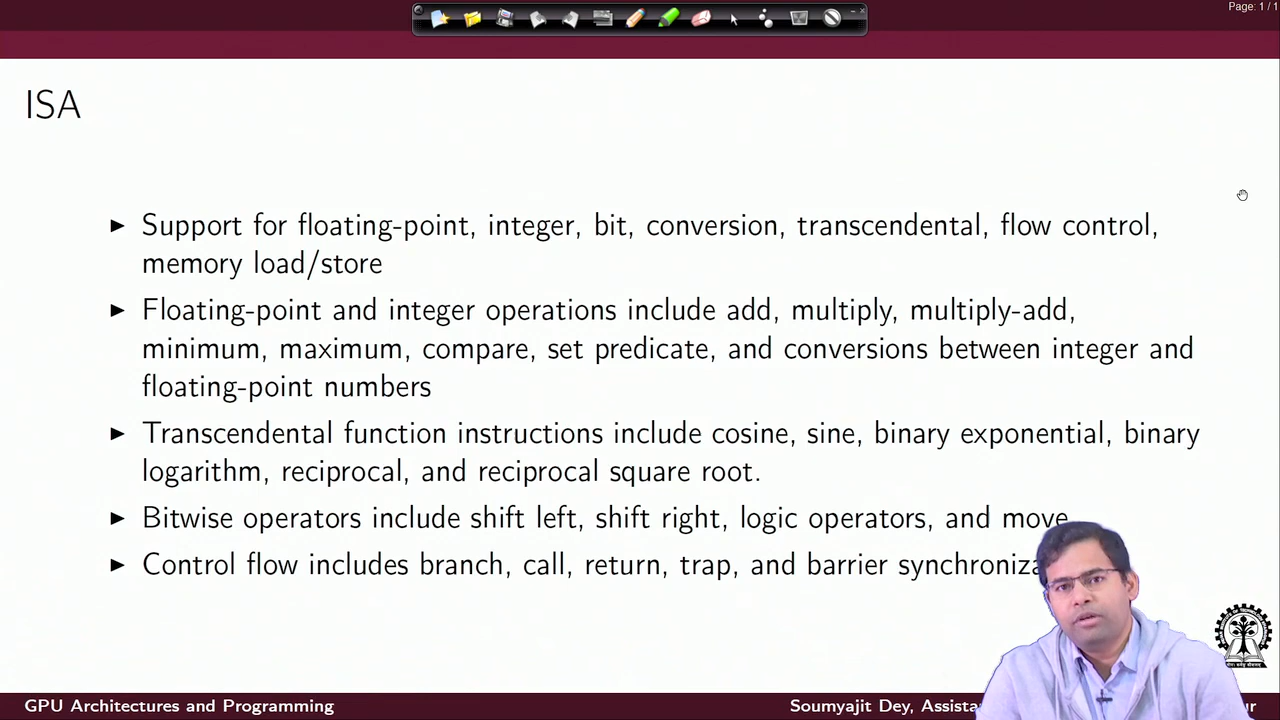 Page: 1 / 1
ISA
▶ Support for floating-point, integer, bit, conversion, transcendental, flow control,
memory load/store
▶ Floating-point and integer operations include add, multiply, multiply-add,
minimum, maximum, compare, set predicate, and conversions between integer and
floating-point numbers
▶ Transcendental function instructions include cosine, sine, binary exponential, binary
logarithm, reciprocal, and reciprocal square root.
▶ Bitwise operators include shift left, shift right, logic operators, and move
▶ Control flow includes branch, call, return, trap, and barrier
GPU Architectures and Programming
Soumyajit Dey,